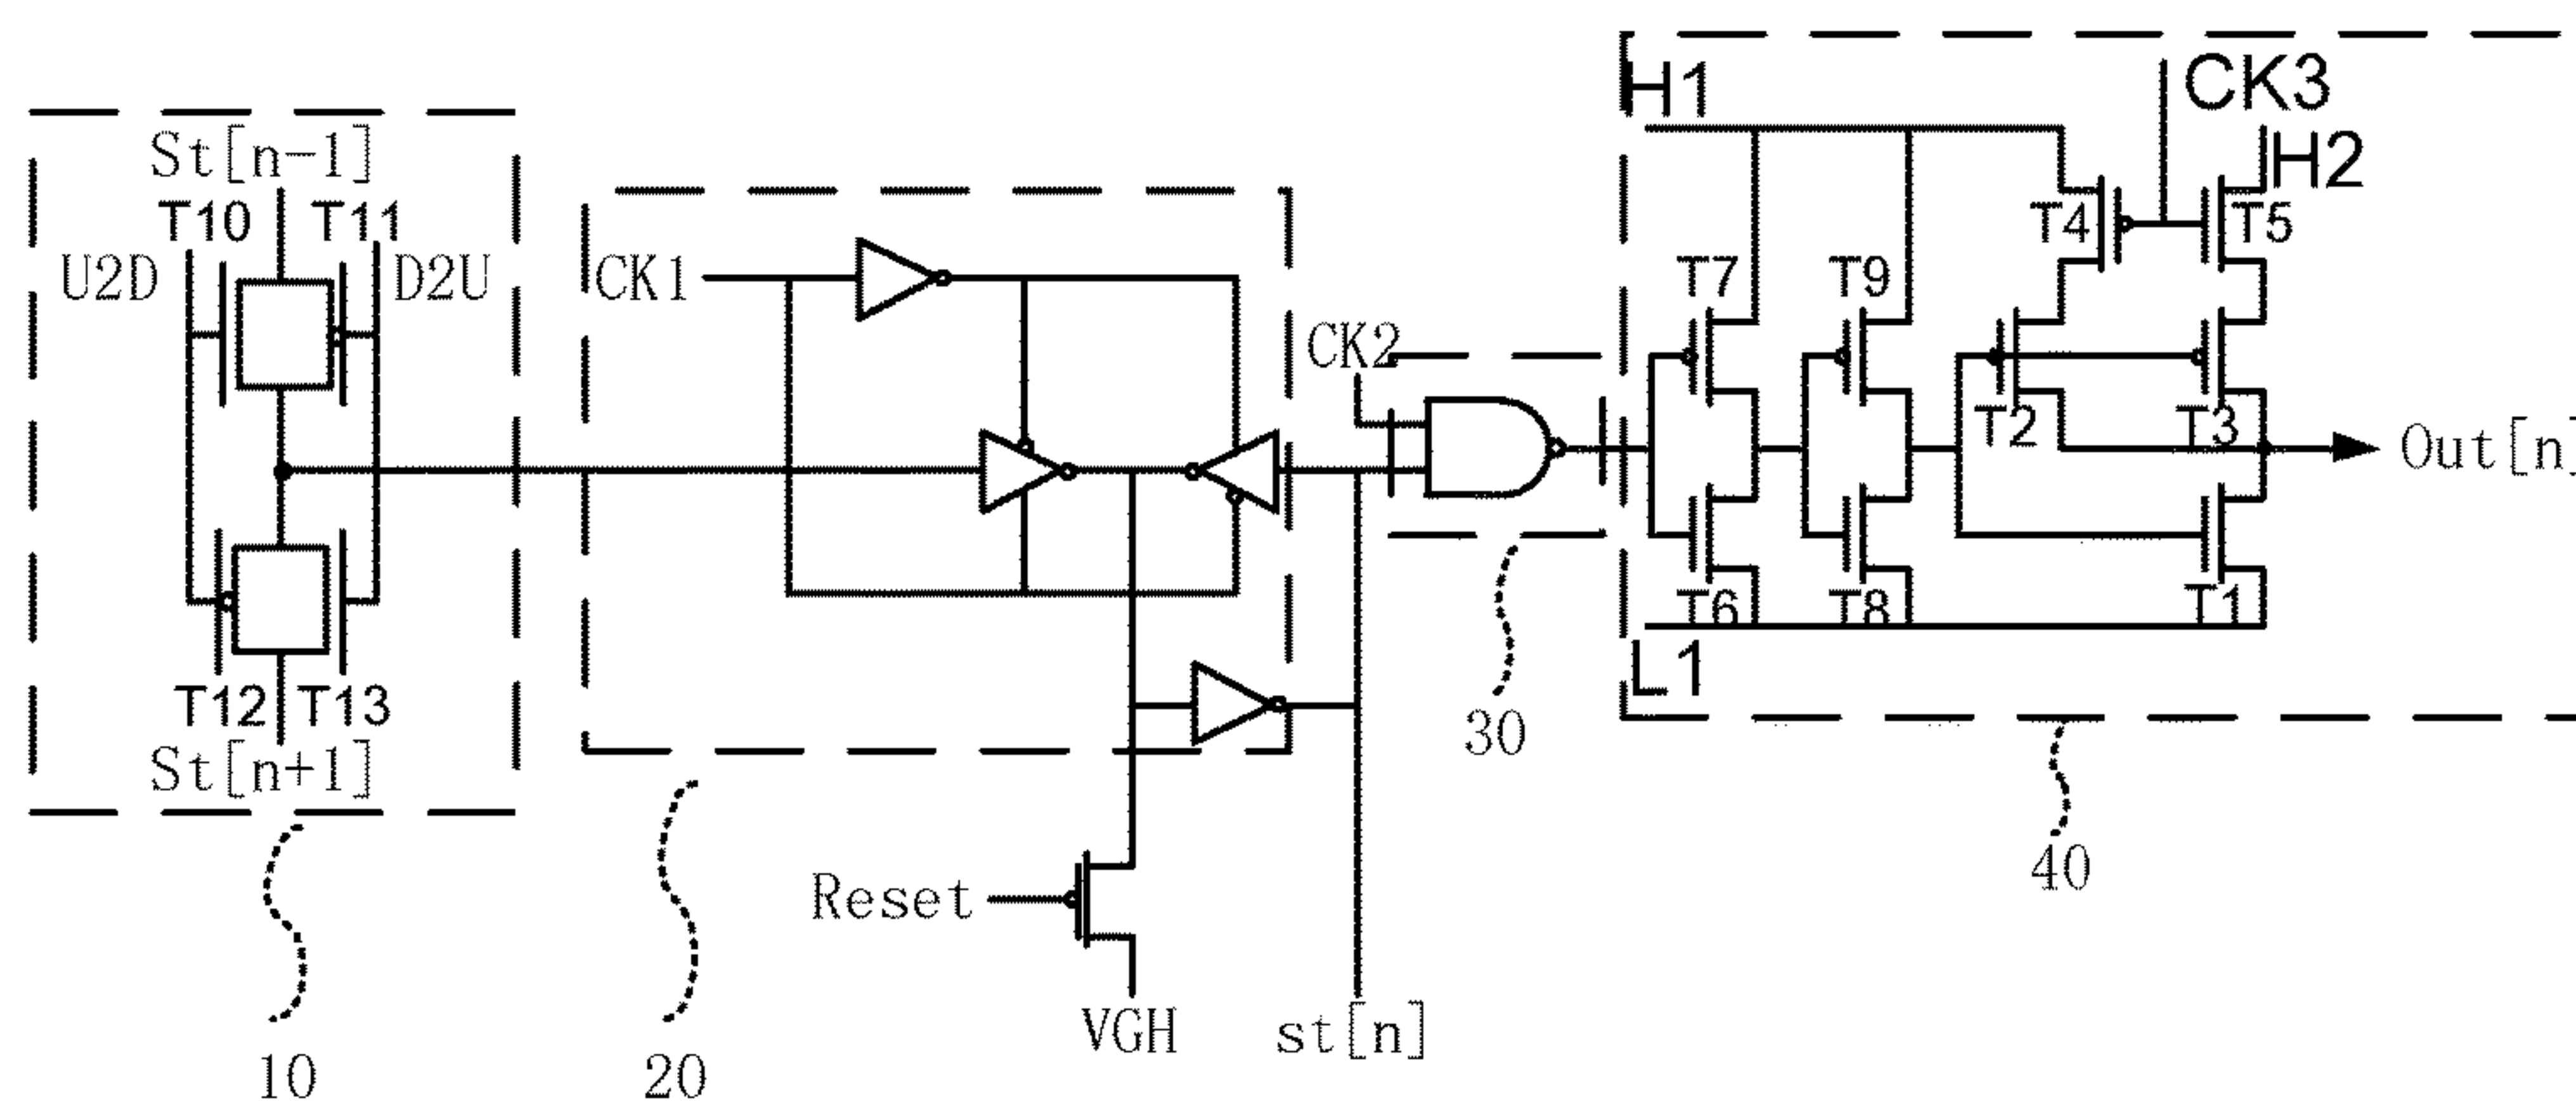 St[n-1]
T10
T11
U2D
D2U
T12
T13
St[n+1]
10
CK1
20
Reset
VGH
st[n]
CK2
30
H1
CK3
H2
T4
T5
T7
T9
T2
T3
Out[n]
T6
T8
T1
L1
40